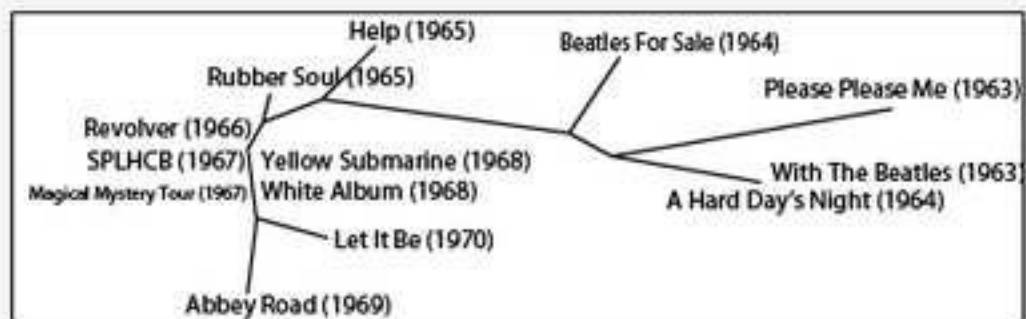 Help (1965)
Beatles For Sale (1964)
Rubber Soul (1965)
Please Please Me (1963)
Revolver (1966)
SPLHCB (1967)
Yellow Submarine (1968)
With The Beatles (1963)
Magical Mystery Tour (1967)
White Album (1968)
A Hard Day's Night (1964)
Let It Be (1970)
Abbey Road (1969)